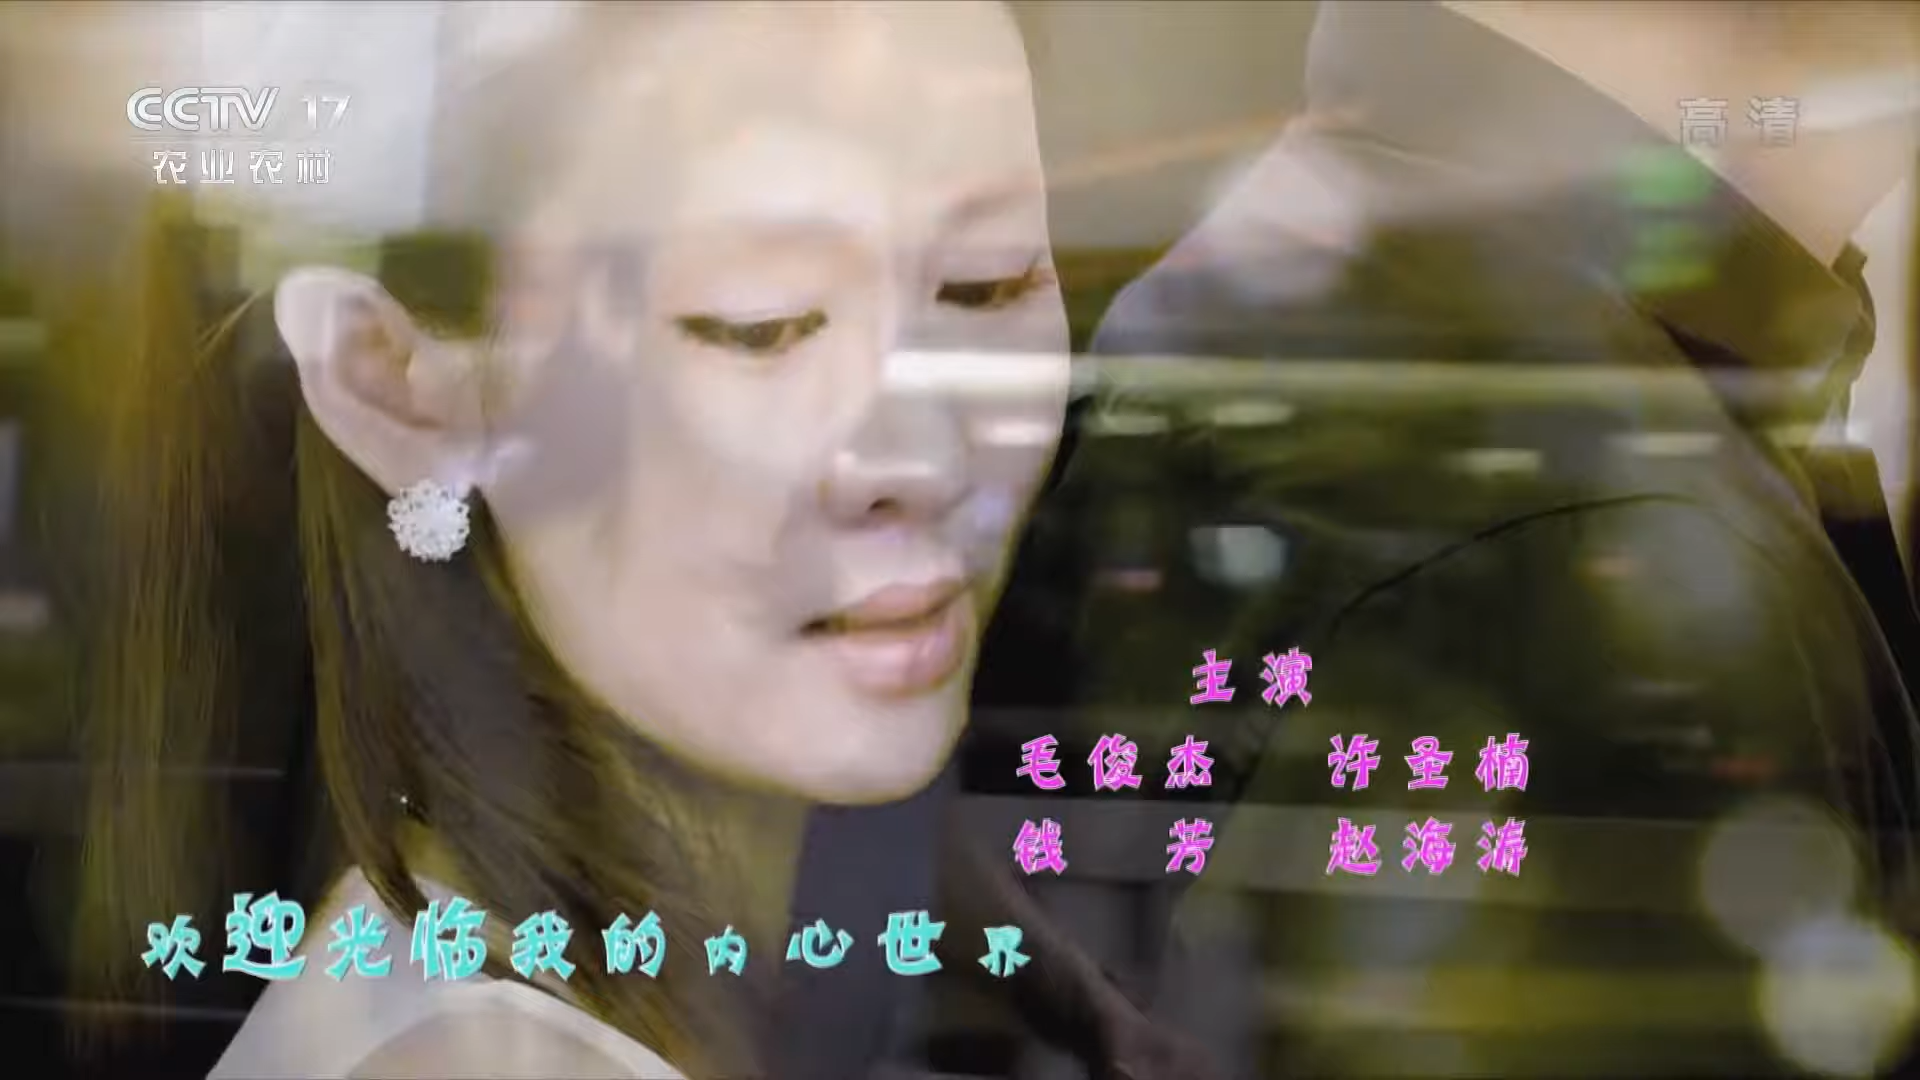 CCTV 17
农业农村
高清
主演
毛俊杰 许圣楠
钱芳 赵海涛
欢迎光临我的内心世界